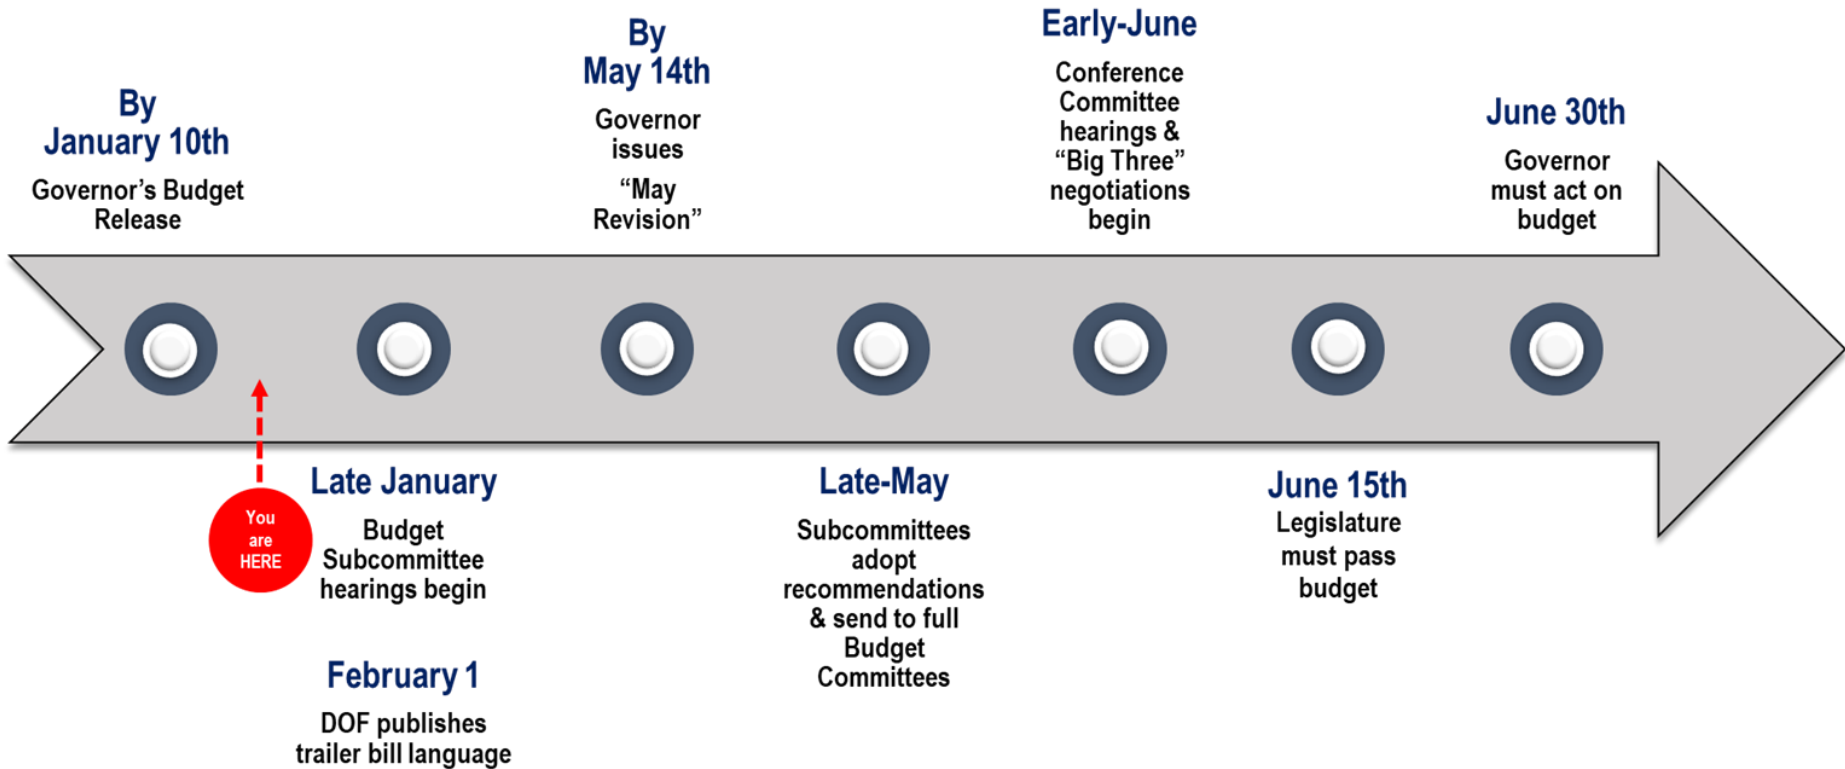 By
January 10th
Governor’s Budget
Release
By
May 14th
Governor
issues
“May
Revision”
Early-June
Conference
Committee
hearings &
“Big Three”
negotiations
begin
June 30th
Governor
must act on
budget
You
are
HERE
Late January
Budget
Subcommittee
hearings begin
February 1
DOF publishes
trailer bill language
Late-May
Subcommittees
adopt
recommendations
& send to full
Budget
Committees
June 15th
Legislature
must pass
budget